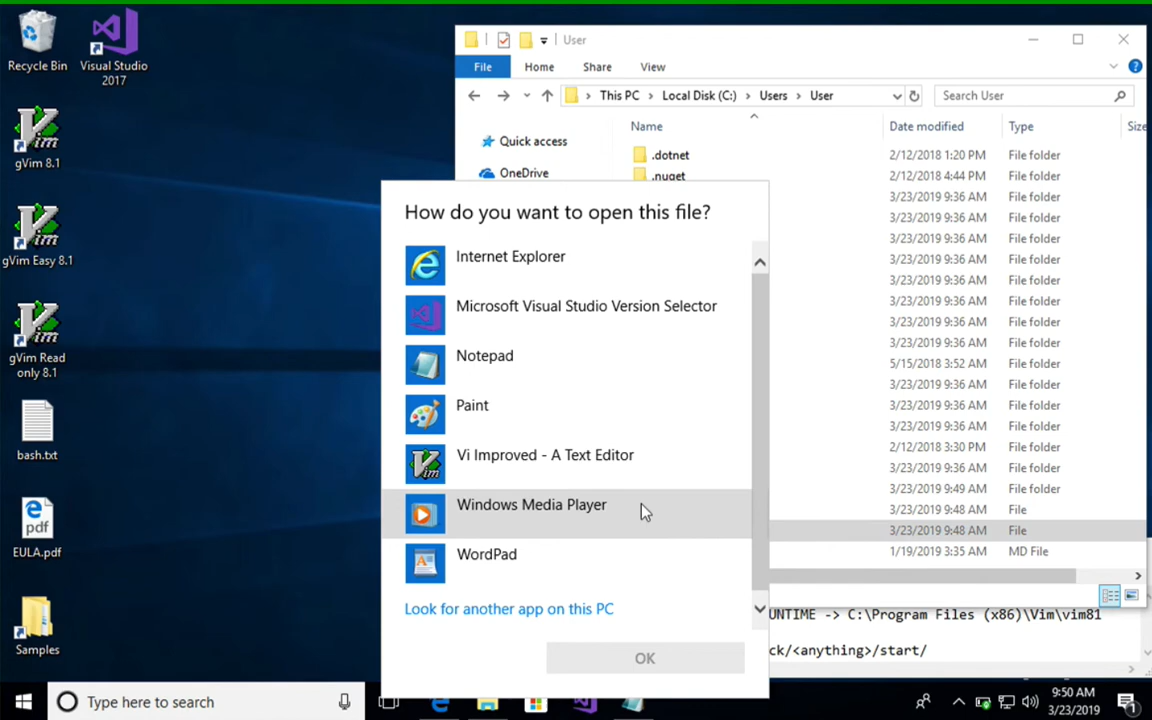 Recycle Bin
Visual Studio
2017
gVim 8.1
gVim Easy 8.1
gVim Read
only 8.1
bash.txt
pdf
EULA.pdf
Samples
User
File Home Share View
This PC > Local Disk (C:) > Users > User
Search User
Name Date modified Type Size
Quick access
OneDrive
.dotnet 2/12/2018 1:20 PM File folder
.nuget 2/12/2018 4:44 PM File folder
3/23/2019 9:36 AM File folder
3/23/2019 9:36 AM File folder
3/23/2019 9:36 AM File folder
3/23/2019 9:36 AM File folder
3/23/2019 9:36 AM File folder
3/23/2019 9:36 AM File folder
3/23/2019 9:36 AM File folder
3/23/2019 9:36 AM File folder
5/15/2018 3:52 AM File folder
3/23/2019 9:36 AM File folder
3/23/2019 9:36 AM File folder
3/23/2019 9:36 AM File folder
2/12/2018 3:30 PM File folder
3/23/2019 9:36 AM File folder
3/23/2019 9:49 AM File folder
3/23/2019 9:48 AM File
3/23/2019 9:48 AM File
1/19/2019 3:35 AM MD File
How do you want to open this file?
Internet Explorer
Microsoft Visual Studio Version Selector
Notepad
Paint
Vi Improved - A Text Editor
Windows Media Player
WordPad
Look for another app on this PC
OK
UNTIME -> C:\Program Files (x86)\Vim\vim81
ck/<anything>/start/
Type here to search
9:50 AM
3/23/2019
1